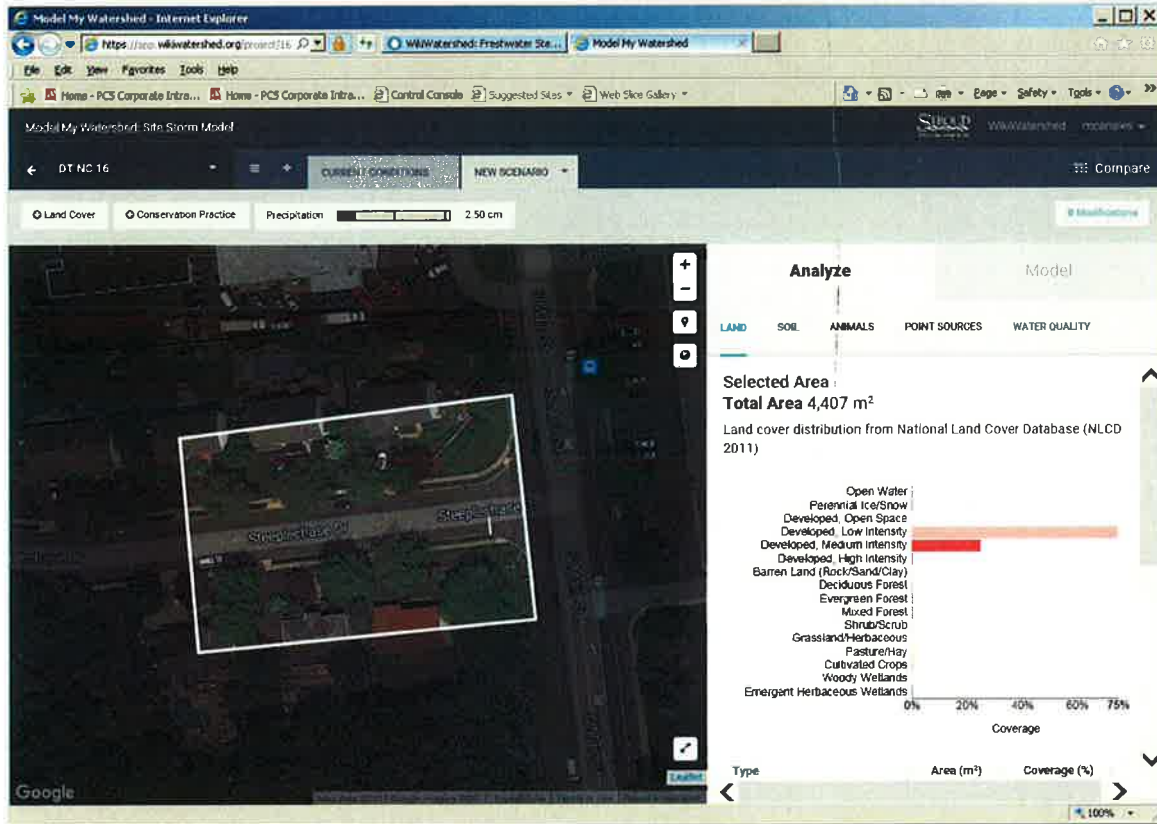 Model My Watershed - Internet Explorer
WikiWatershed: Freshwater Ste...
Model My Watershed
File Edit View Favorites Tools Help
Home - PCS Corporate Intra... Home - PCS Corporate Intra... Control Console Suggested Sites Web Slice Gallery
Page Safety Tools
Model My Watershed: Site Storm Model
STROUD WikiWatershed
DT NC 16
CURRENT CONDITIONS
NEW SCENARIO
Compare
Land Cover
Conservation Practice
Precipitation
2.50 cm
Modifications
Analyze
Model
LAND
SOIL
ANIMALS
POINT SOURCES
WATER QUALITY
Selected Area
Total Area 4,407 m²
Land cover distribution from National Land Cover Database (NLCD
2011)
Open Water
Perennial Ice/Snow
Developed, Open Space
Developed, Low Intensity
Developed, Medium Intensity
Developed, High Intensity
Barren Land (Rock/Sand/Clay)
Deciduous Forest
Evergreen Forest
Mixed Forest
Shrub/Scrub
Grassland/Herbaceous
Pasture/Hay
Cultivated Crops
Woody Wetlands
Emergent Herbaceous Wetlands
0% 20% 40% 60% 75%
Coverage
Type Area (m²) Coverage (%)
Steeplechase Dr
Leaflet
Google
100%